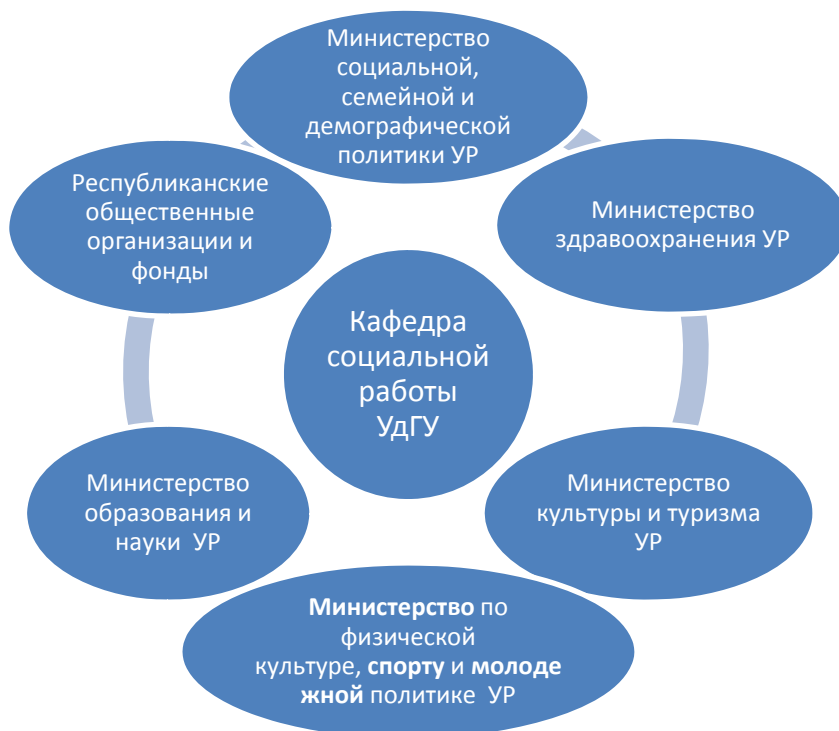 Министерство
социальной,
семейной и
демографической
политики УР
Республиканские
общественные
организации и
фонды
Министерство
здравоохранения УР
Кафедра
социальной
работы
УдГУ
Министерство
образования и
науки УР
Министерство
культуры и туризма
УР
Министерство по
физической
культуре, спорту и молоде
жной политике УР